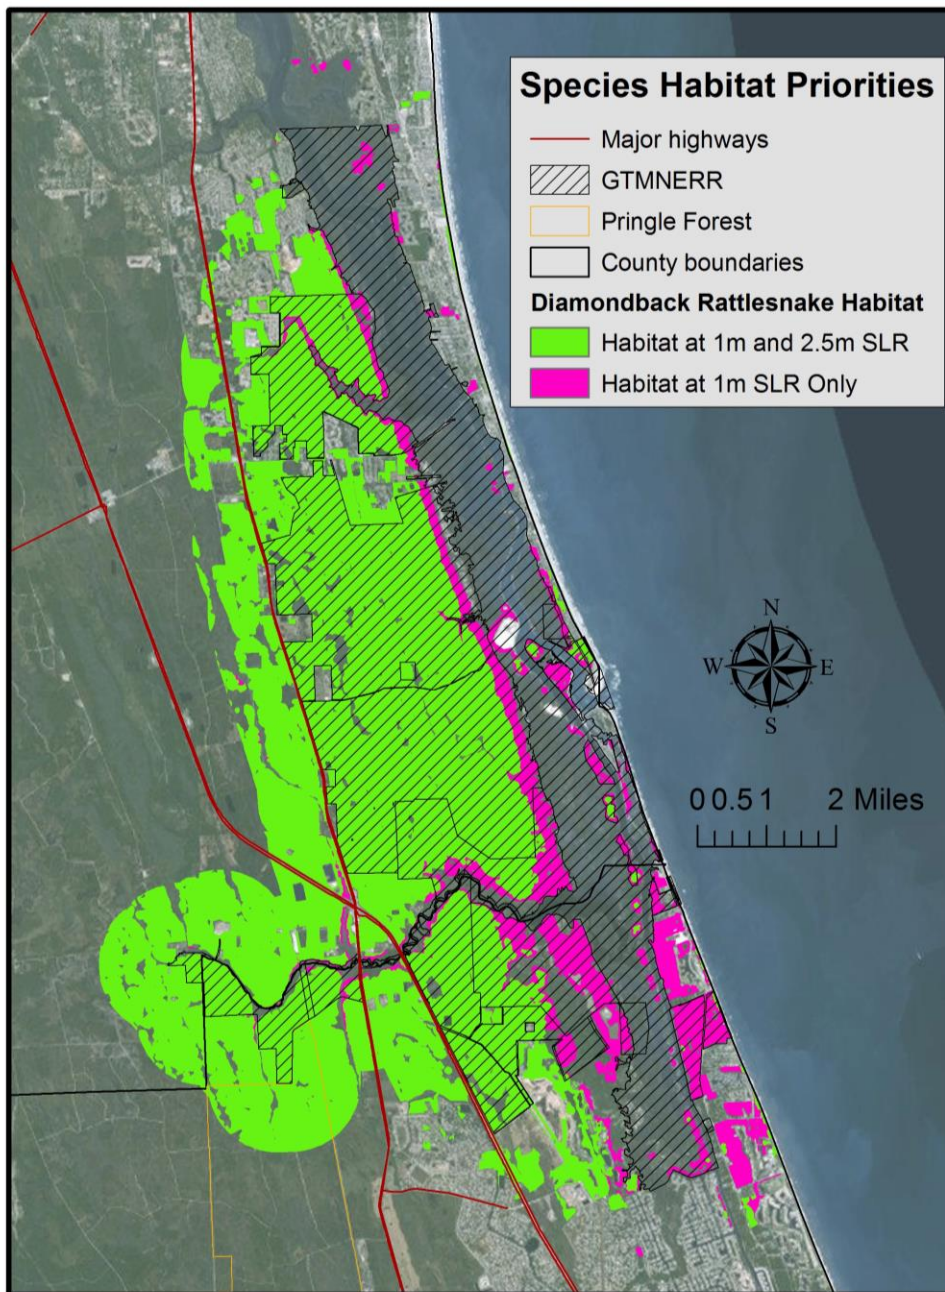 Species Habitat Priorities
Major highways
GTMNERR
Pringle Forest
County boundaries
Diamondback Rattlesnake Habitat
Habitat at 1m and 2.5m SLR
Habitat at 1m SLR Only
N
W E
S
0 0.5 1 2 Miles